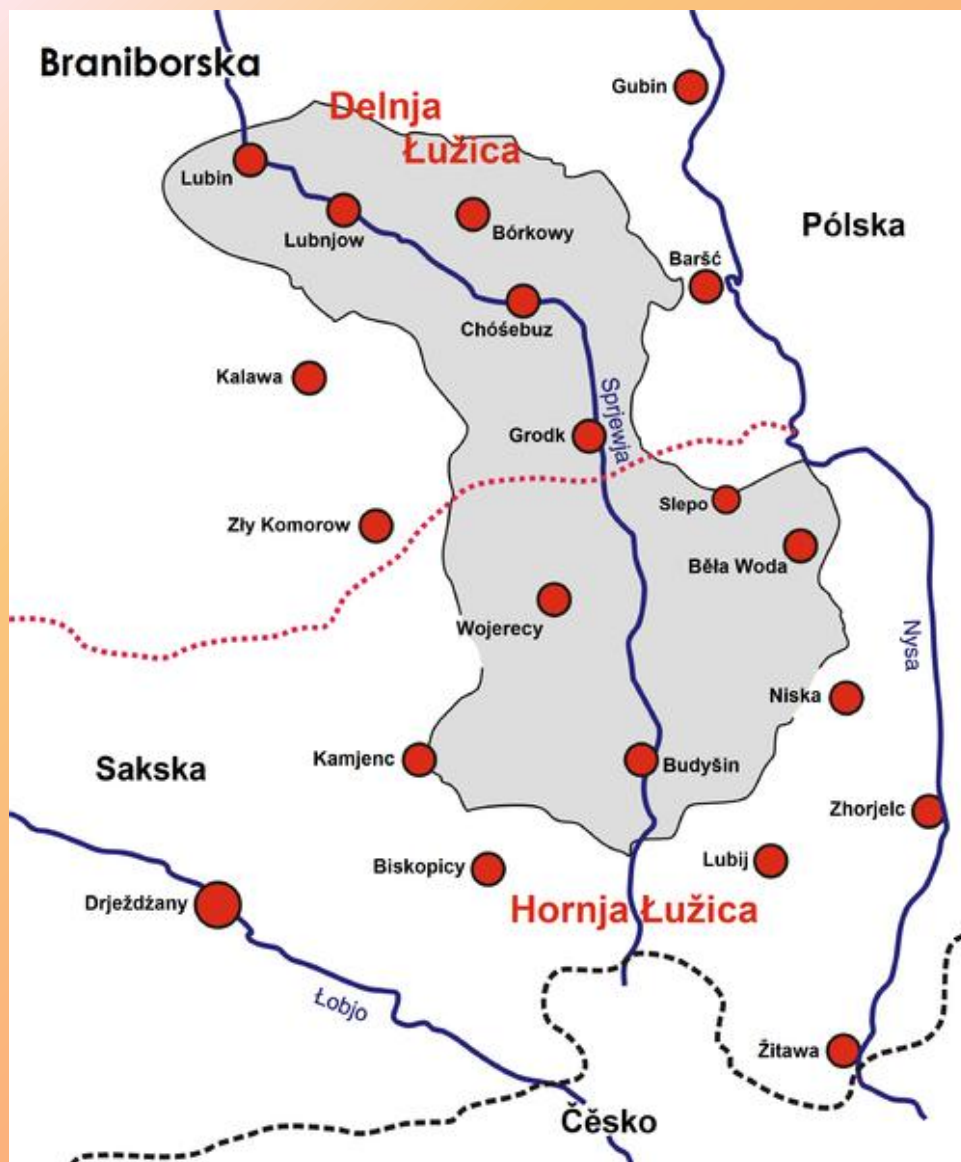 Braniborska
Gubin
Delnja
Łužica
Lubin
Lubnjow
Bórkowy
Pólska
Baršć
Chóśebuz
Kalawa
Sprjewja
Grodk
Slepo
Zły Komorow
Běła Woda
Wojerecy
Nysa
Niska
Kamjenc
Budyšin
Sakska
Zhorjelc
Biskopicy
Lubij
Drježdźany
Hornja Łužica
Łobjo
Žitawa
Čěsko